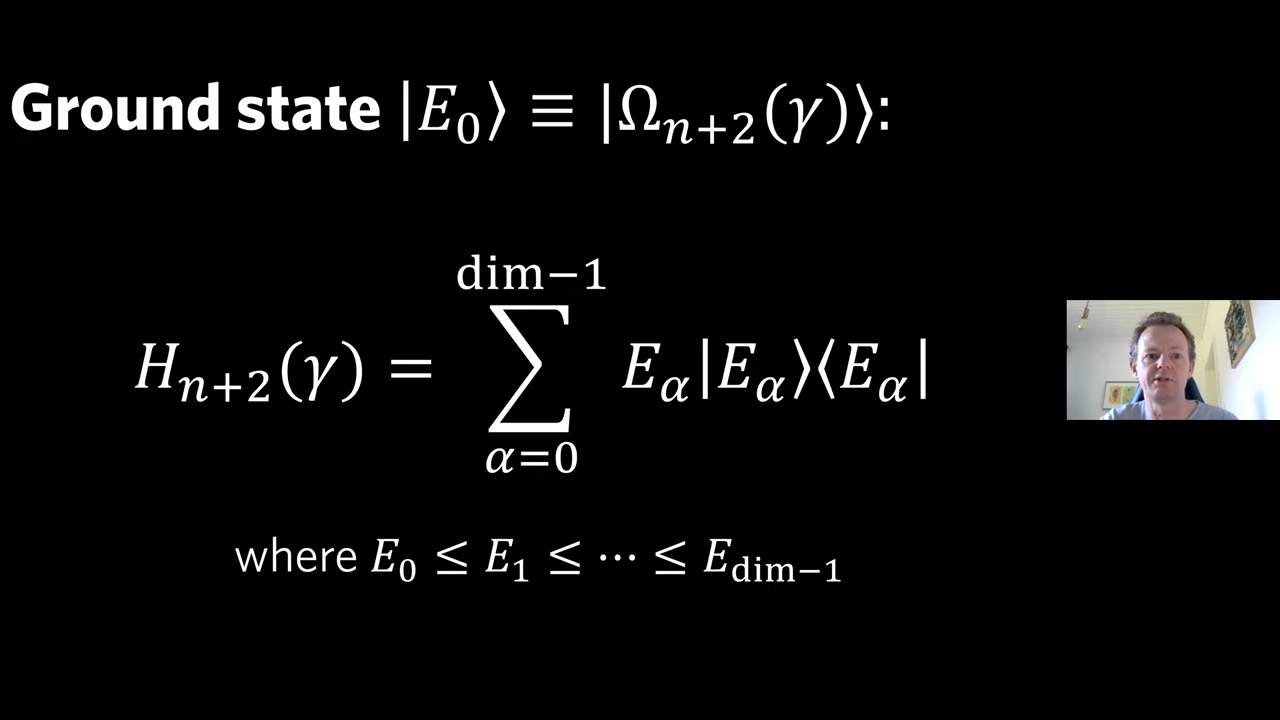 Ground state |E₀⟩ ≡ |Ωₙ₊₂(γ)⟩:
dim−1
Hₙ₊₂(γ) = ∑ E_α|E_α⟩⟨E_α|
α=0
where E₀ ≤ E₁ ≤ ⋯ ≤ E_dim−1